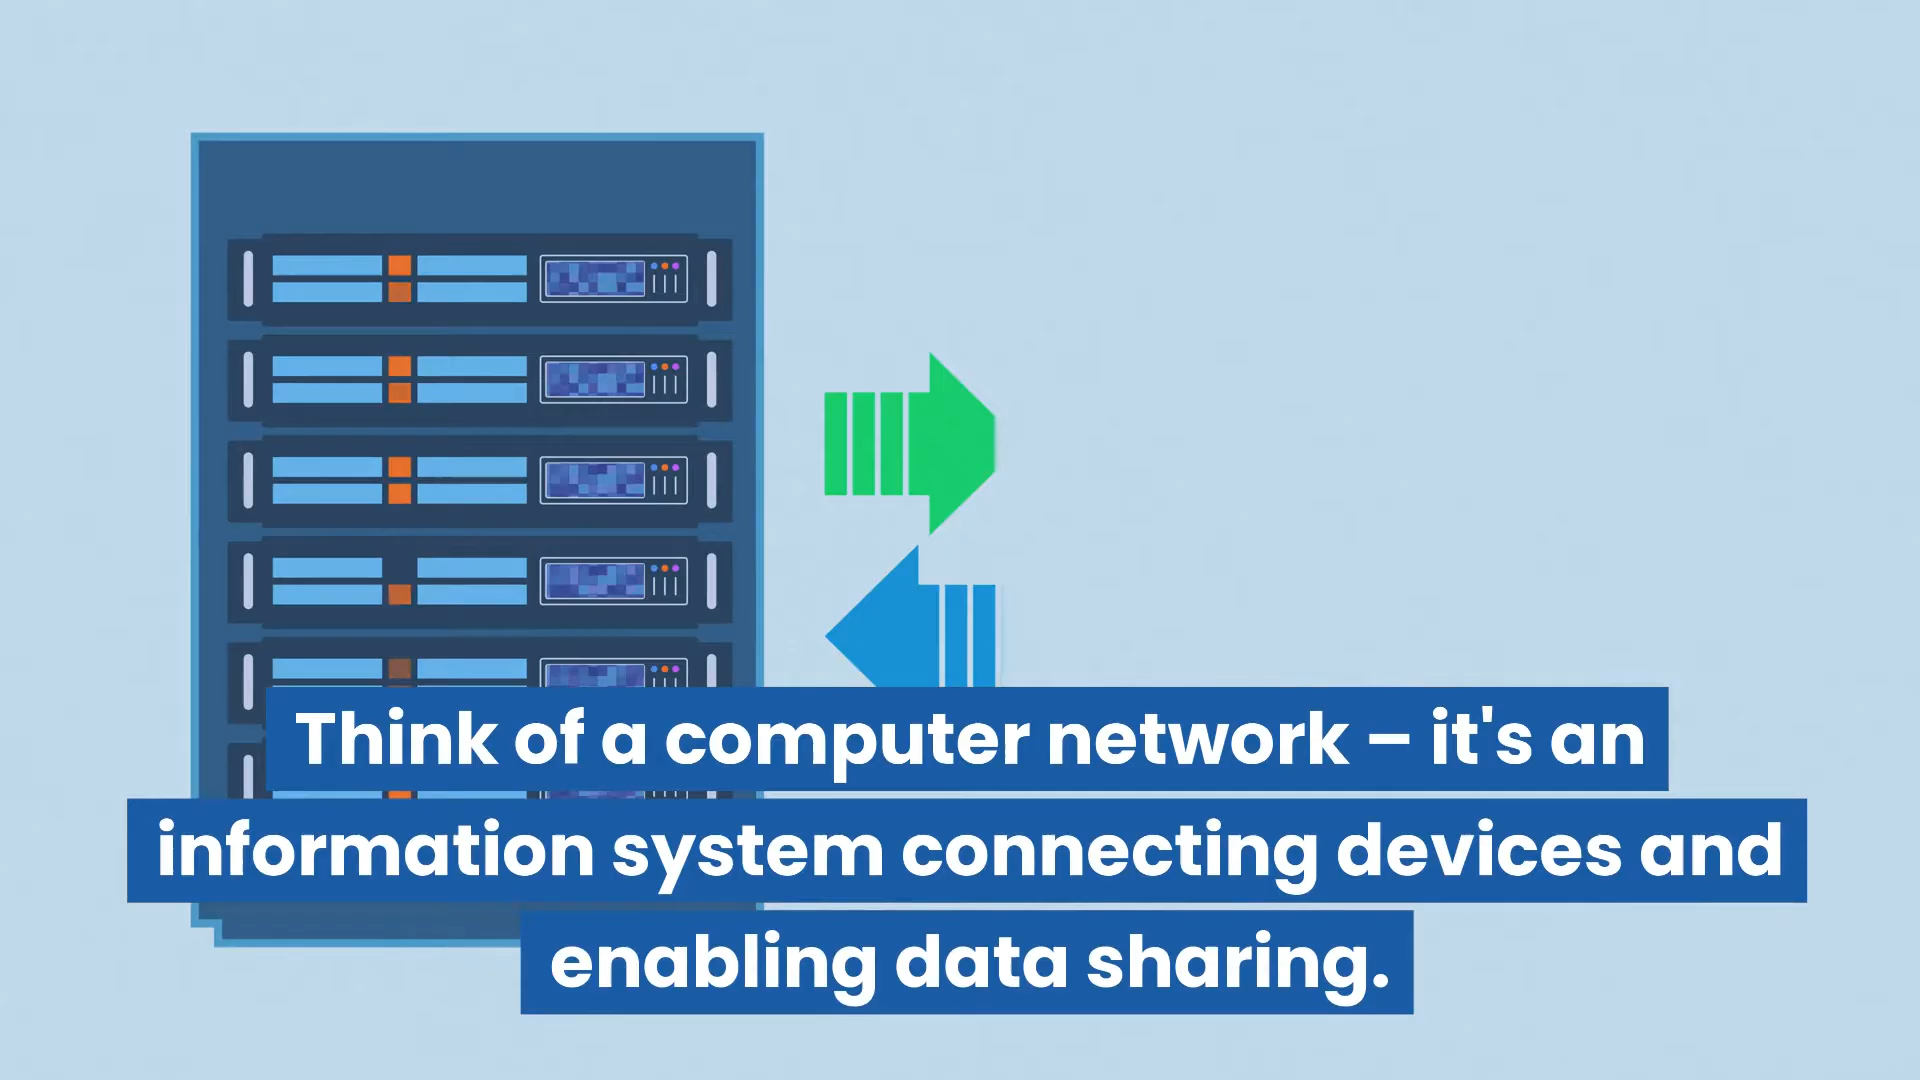 Think of a computer network – it's an
information system connecting devices and
enabling data sharing.